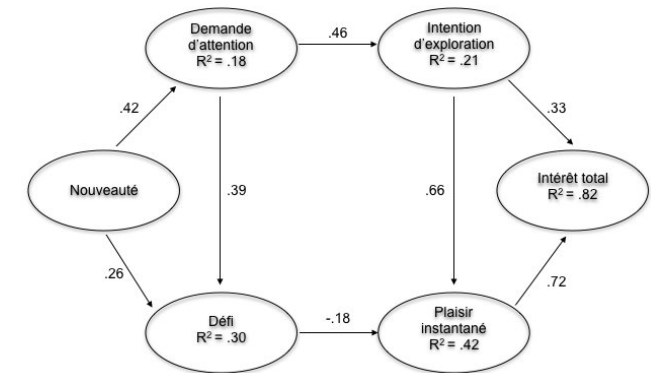 Demande
d'attention
R² = .18
.46
Intention
d'exploration
R² = .21
.42
.33
Nouveauté
.39
.66
Intérêt total
R² = .82
.26
.72
Défi
R² = .30
-.18
Plaisir
instantané
R² = .42